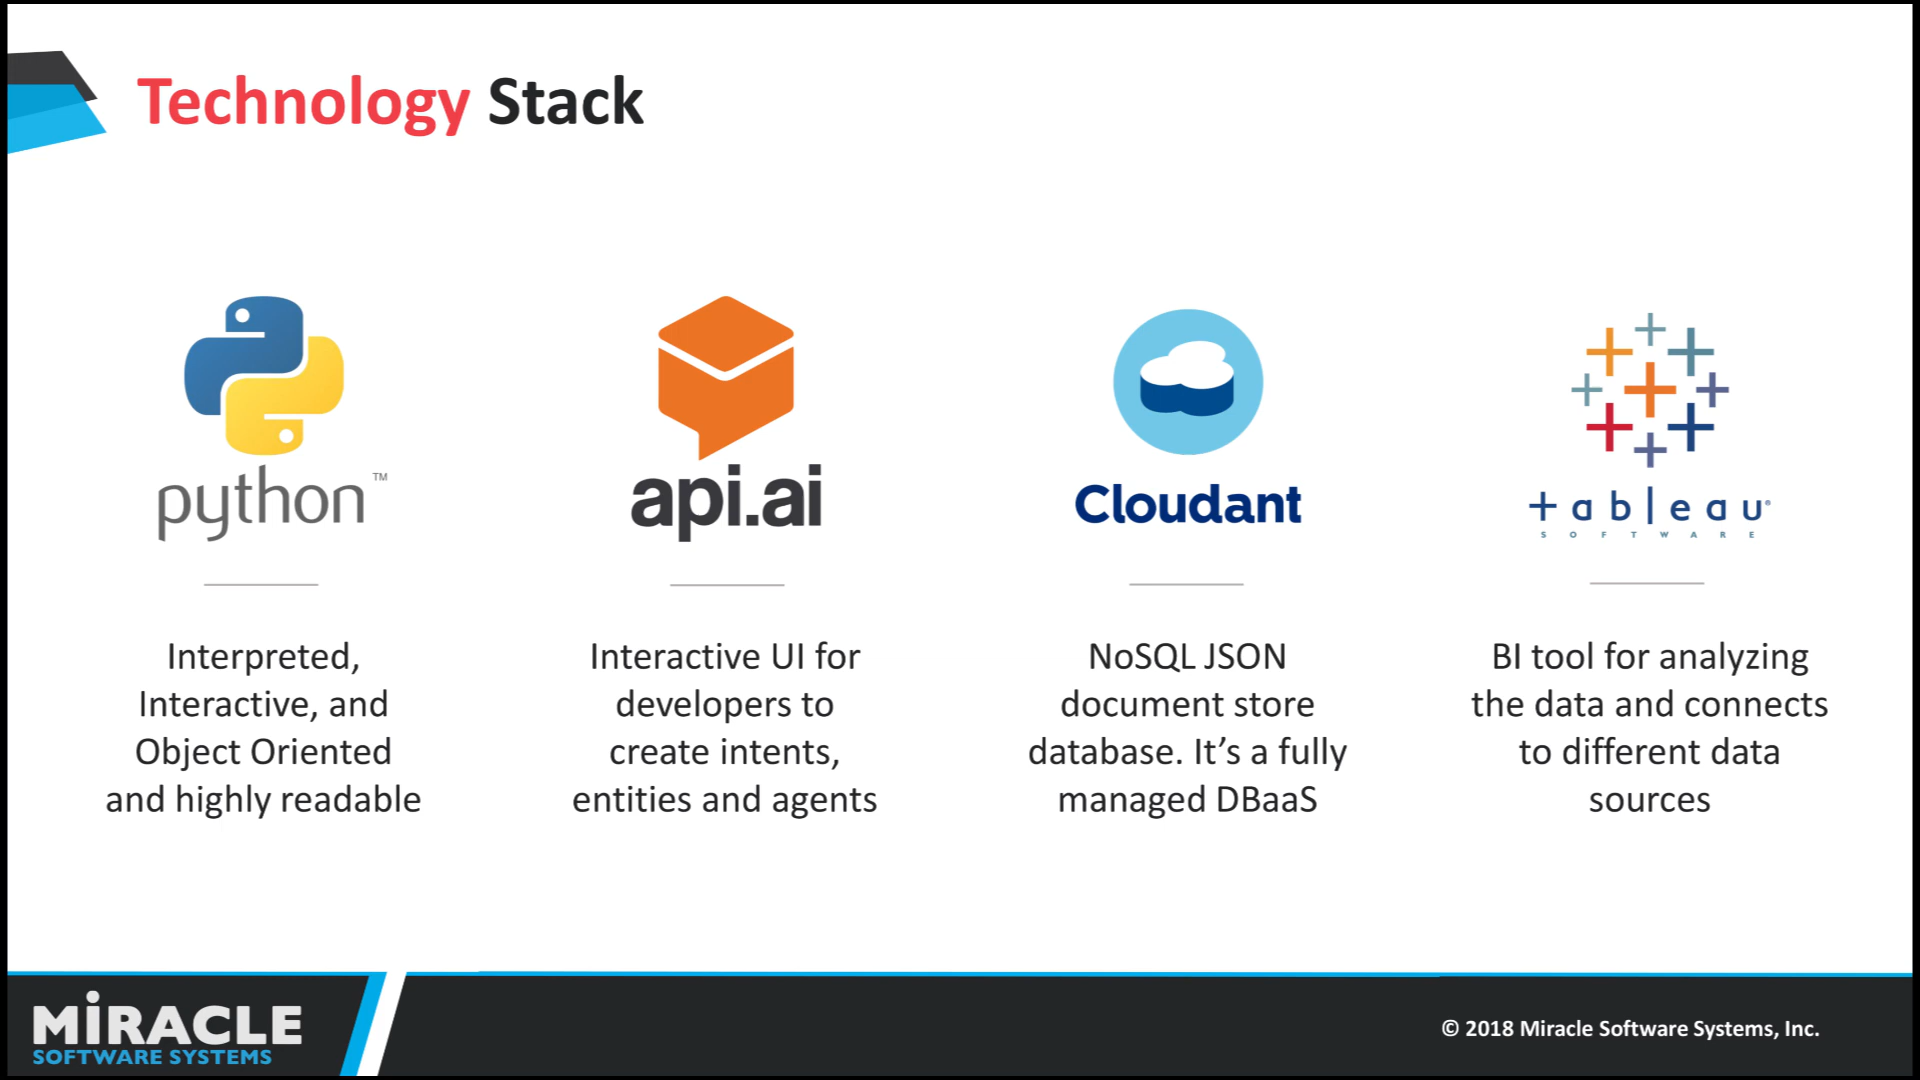 Technology Stack
python™
api.ai
Cloudant
+ableau®
SOFTWARE
Interpreted,
Interactive, and
Object Oriented
and highly readable
Interactive UI for
developers to
create intents,
entities and agents
NoSQL JSON
document store
database. It’s a fully
managed DBaaS
BI tool for analyzing
the data and connects
to different data
sources
MiRACLE
SOFTWARE SYSTEMS
© 2018 Miracle Software Systems, Inc.